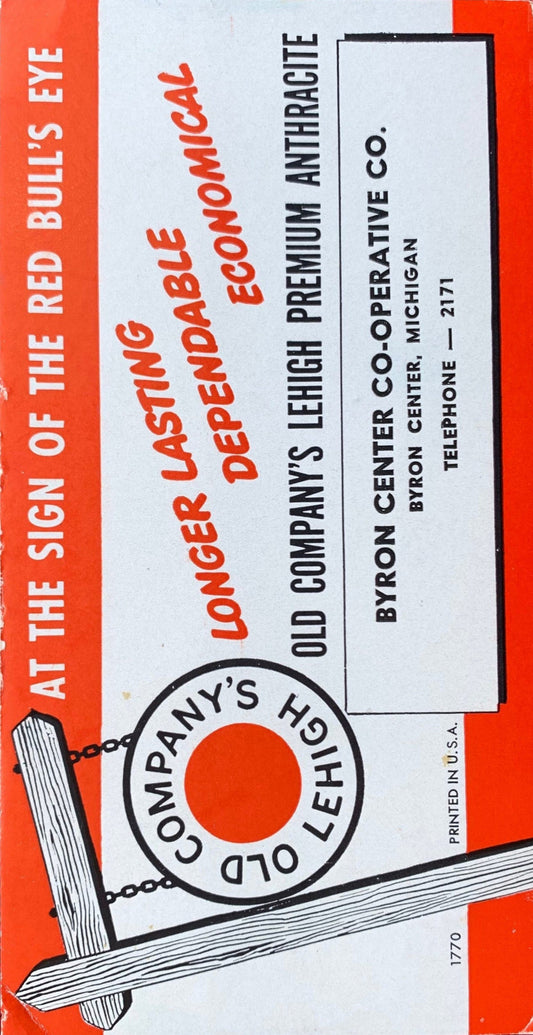 AT THE SIGN OF THE RED BULL'S EYE
LONGER LASTING
DEPENDABLE
ECONOMICAL
OLD COMPANY'S LEHIGH PREMIUM ANTHRACITE
OLD COMPANY'S LEHIGH
BYRON CENTER CO-OPERATIVE CO.
BYRON CENTER, MICHIGAN
TELEPHONE — 2171
1770
PRINTED IN U.S.A.